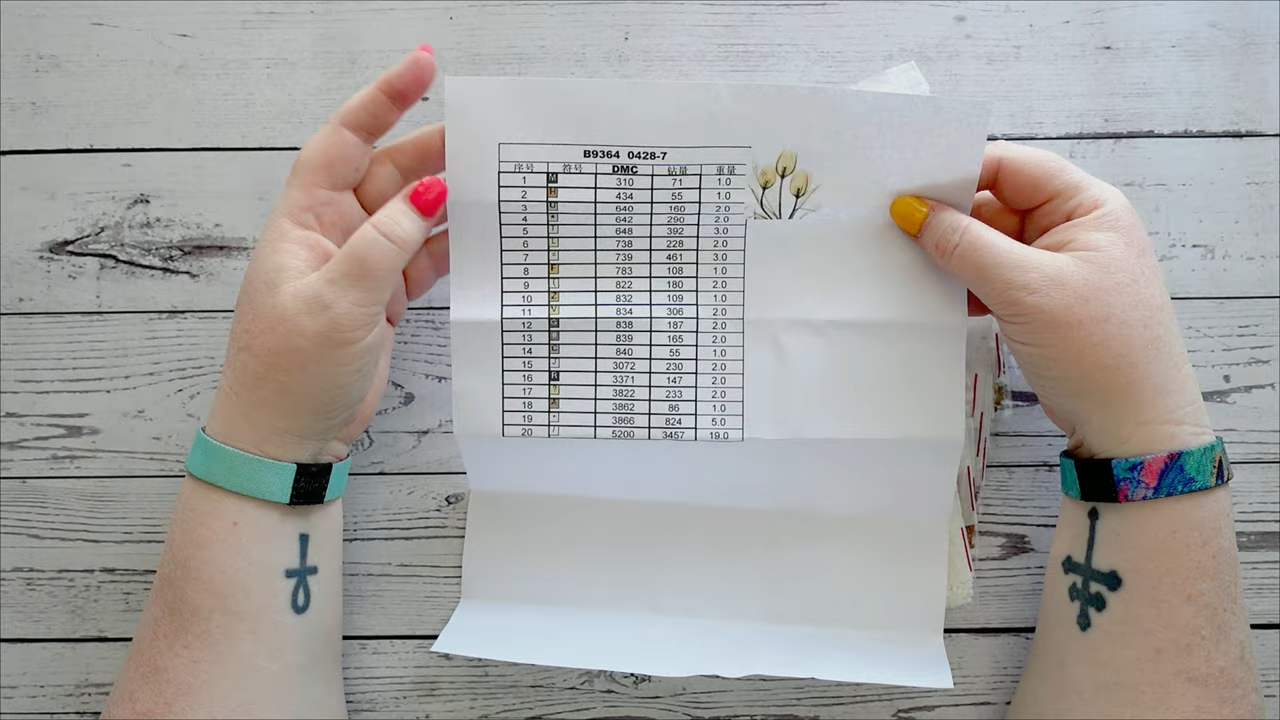 B9364 0428-7
序号 符号 DMC 钻量 重量
1 M 310 71 1.0
2 H 434 55 1.0
3 U 640 160 2.0
4 * 642 290 2.0
5 T 648 392 3.0
6 L 738 228 2.0
7 739 461 3.0
8 F 783 108 1.0
9 ( 822 180 2.0
10 Z 832 109 1.0
11 V 834 306 2.0
12 G 838 187 2.0
13 839 165 2.0
14 C 840 55 1.0
15 J 3072 230 2.0
16 R 3371 147 2.0
17 ? 3822 233 2.0
18 A 3862 86 1.0
19 • 3866 824 5.0
20 / 5200 3457 19.0